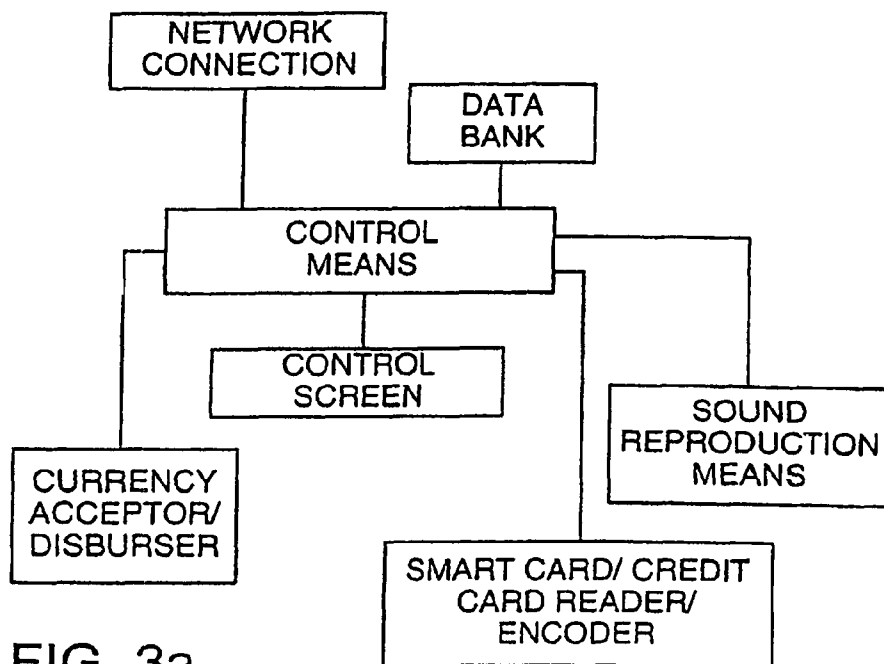 NETWORK
CONNECTION
DATA
BANK
CONTROL
MEANS
CONTROL
SCREEN
SOUND
REPRODUCTION
MEANS
CURRENCY
ACCEPTOR/
DISBURSER
SMART CARD/ CREDIT
CARD READER/
ENCODER
FIG. 3a